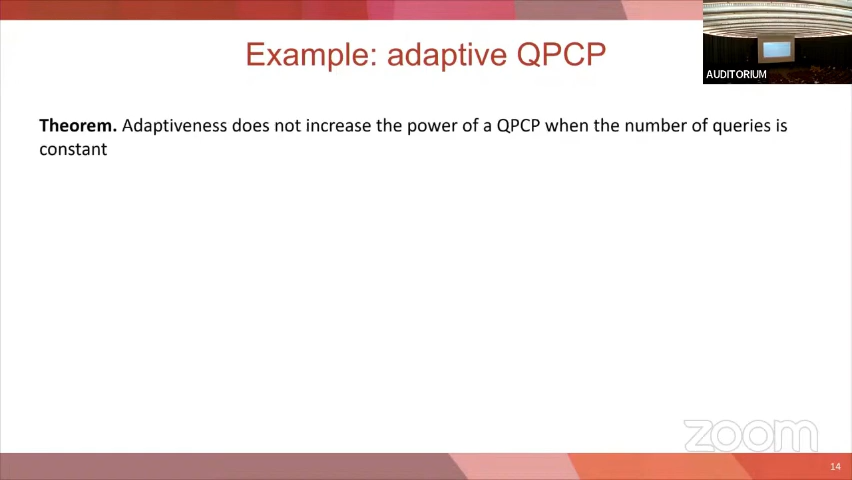 Example: adaptive QPCP
AUDITORIUM
Theorem. Adaptiveness does not increase the power of a QPCP when the number of queries is
constant
zoom
14